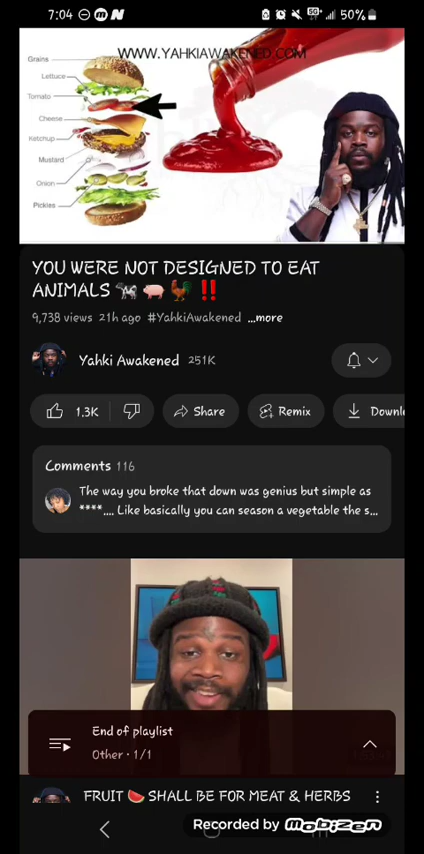 7:04
5G+
50%
WWW.YAHKIAWAKENED.COM
Grains
Lettuce
Tomato
Cheese
Ketchup
Mustard
Onion
Pickles
YOU WERE NOT DESIGNED TO EAT
ANIMALS 🐄 🐖 🐓 ‼️
9,738 views 21h ago #YahkiAwakened ...more
Yahki Awakened 251K
1.3K
Share
Remix
Downl
Comments 116
The way you broke that down was genius but simple as
****.... Like basically you can season a vegetable the s...
End of playlist
Other · 1/1
FRUIT 🍉 SHALL BE FOR MEAT & HERBS
Recorded by MOBIZEN